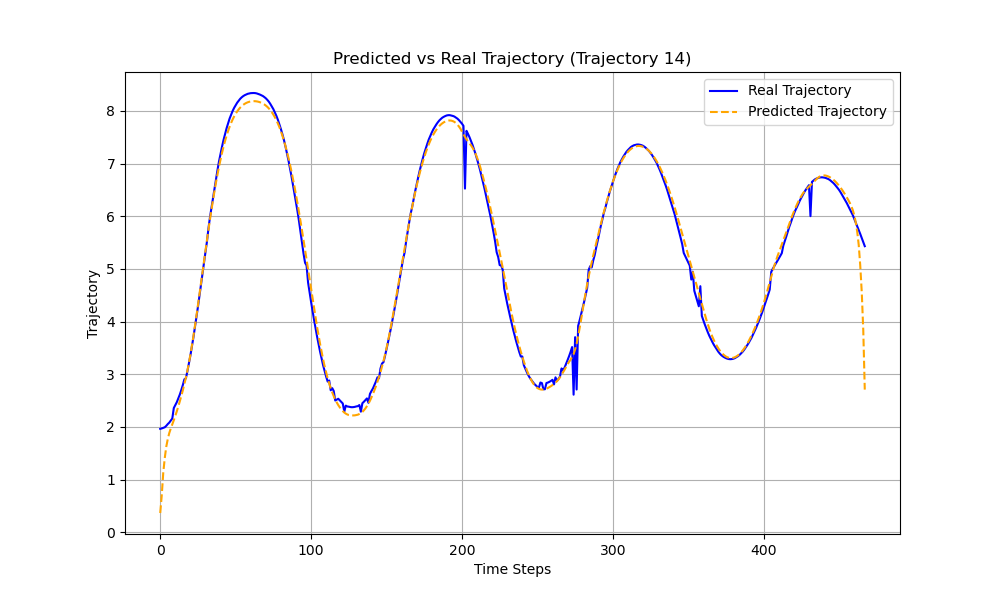 Predicted vs Real Trajectory (Trajectory 14)
Real Trajectory
Predicted Trajectory
8
7
6
5
4
3
2
1
0
Trajectory
0 100 200 300 400
Time Steps